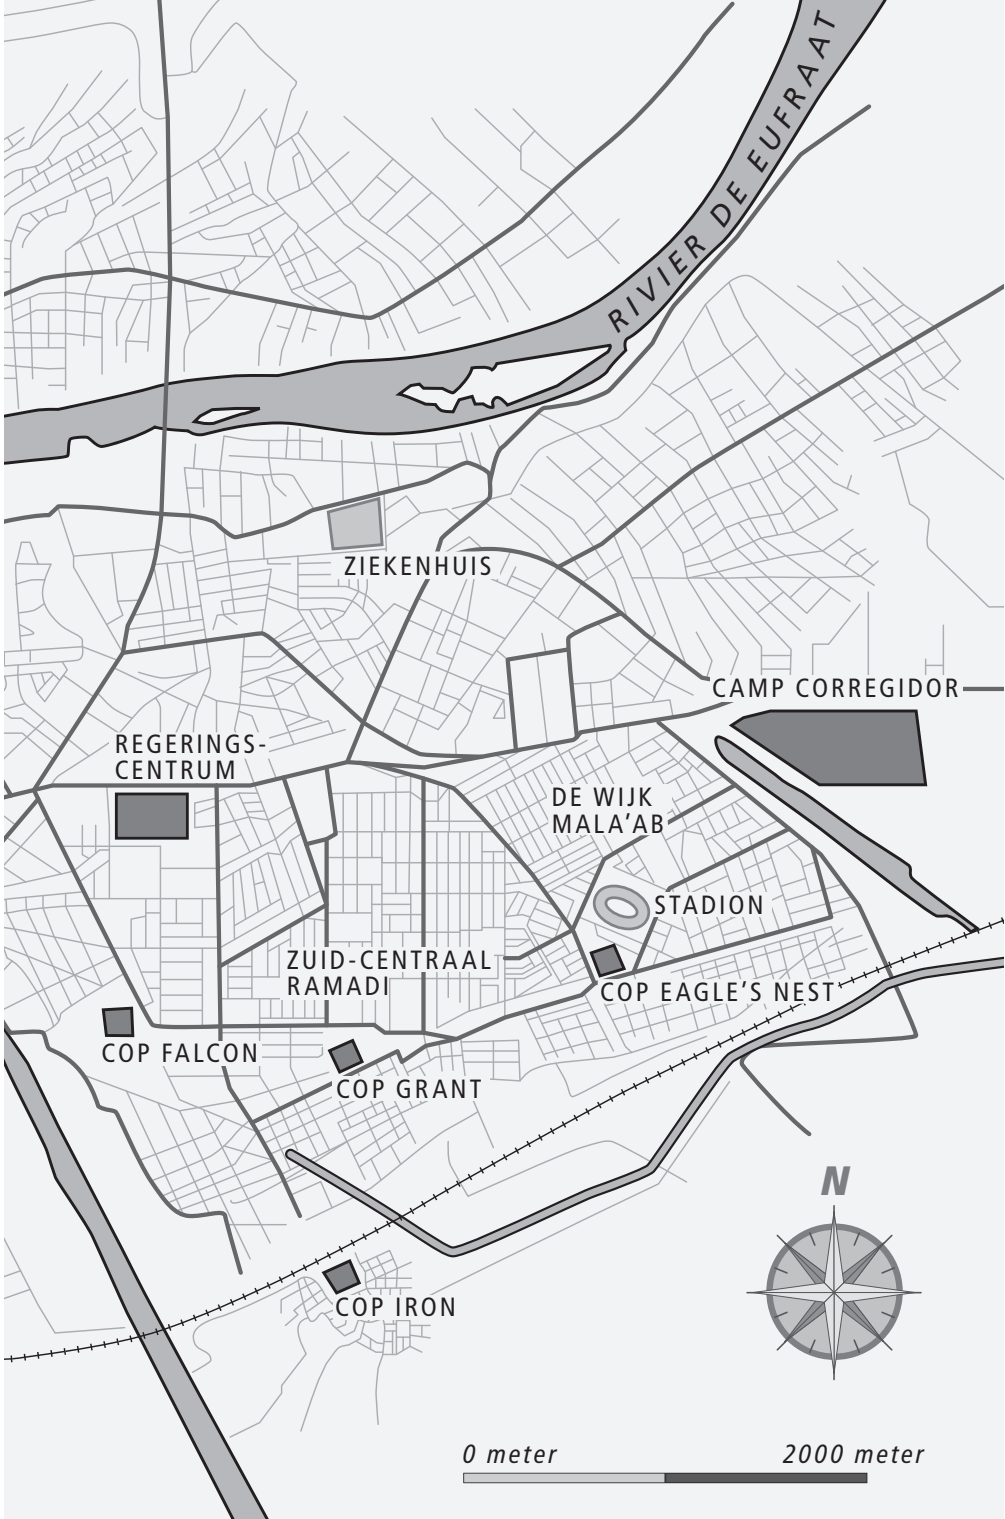 RIVIER DE EUFRAAT
ZIEKENHUIS
CAMP CORREGIDOR
REGERINGS-
CENTRUM
DE WIJK
MALA'AB
STADION
ZUID-CENTRAAL
RAMADI
COP EAGLE'S NEST
COP FALCON
COP GRANT
N
COP IRON
0 meter
2000 meter